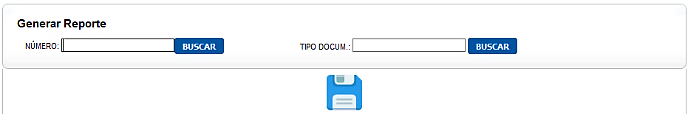 Generar Reporte
NÚMERO: BUSCAR TIPO DOCUM.: BUSCAR